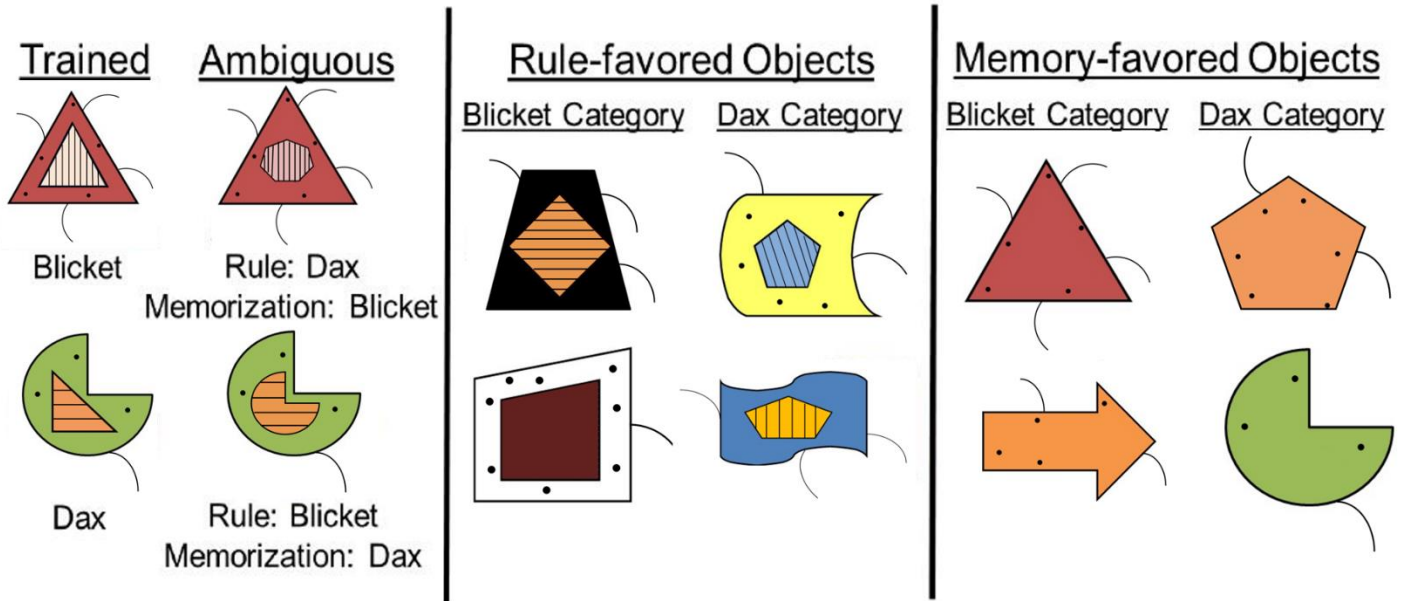 Trained
Ambiguous
Blicket
Rule: Dax
Memorization: Blicket
Dax
Rule: Blicket
Memorization: Dax
Rule-favored Objects
Blicket Category
Dax Category
Memory-favored Objects
Blicket Category
Dax Category